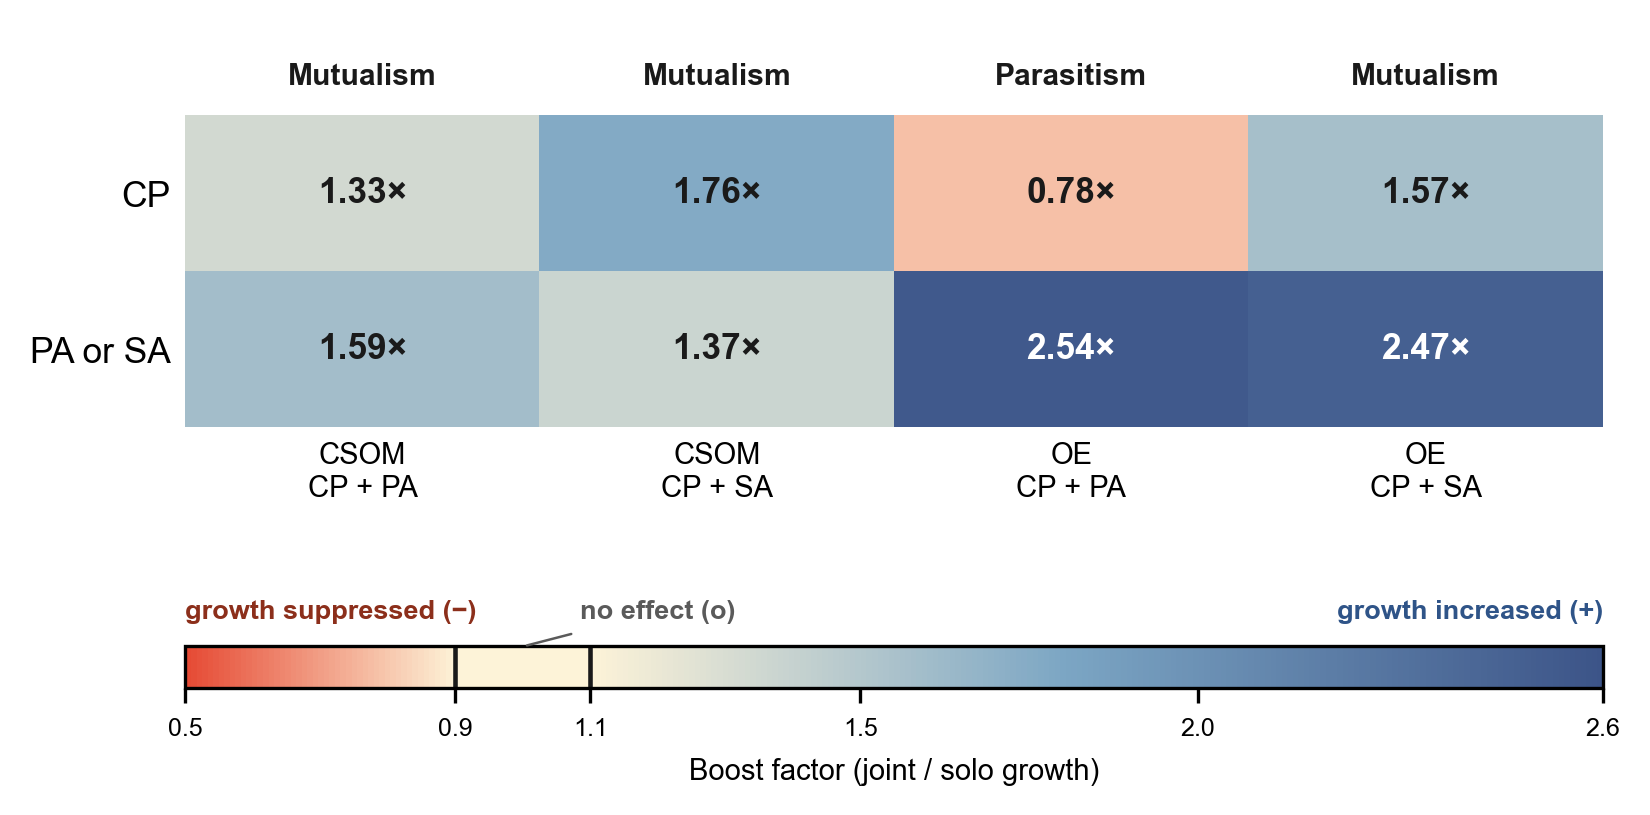 Mutualism Mutualism Parasitism Mutualism
CP 1.33× 1.76× 0.78× 1.57×
PA or SA 1.59× 1.37× 2.54× 2.47×
CSOM CSOM OE OE
CP + PA CP + SA CP + PA CP + SA
growth suppressed (−) no effect (o) growth increased (+)
0.5 0.9 1.1 1.5 2.0 2.6
Boost factor (joint / solo growth)